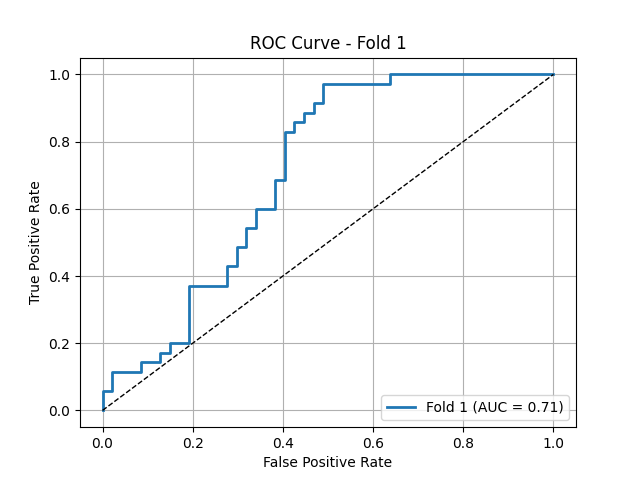 ROC Curve - Fold 1
True Positive Rate
1.0
0.8
0.6
0.4
0.2
0.0
Fold 1 (AUC = 0.71)
0.0 0.2 0.4 0.6 0.8 1.0
False Positive Rate